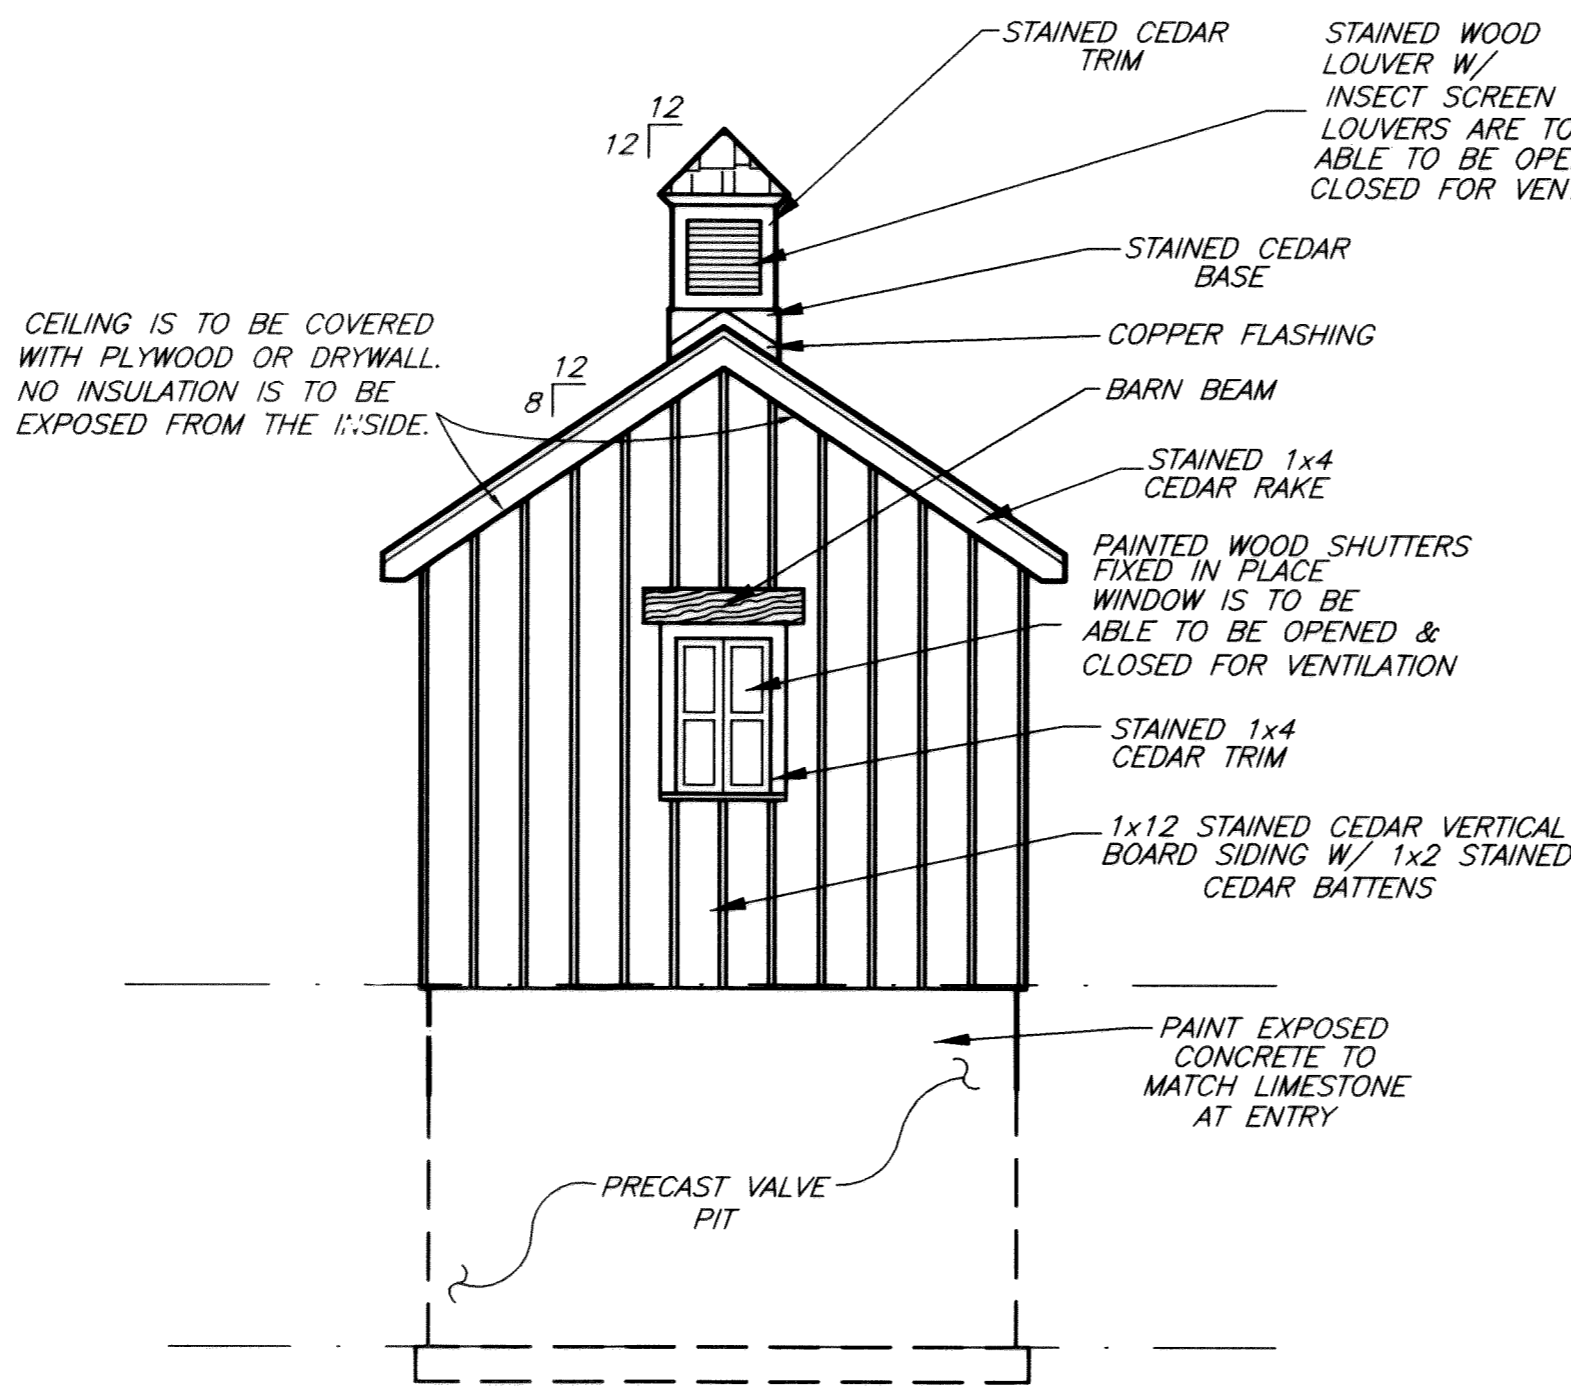 STAINED CEDAR
TRIM
STAINED WOOD
LOUVER W/
INSECT SCREEN
LOUVERS ARE TO
ABLE TO BE
CLOSED FOR
12
12
STAINED CEDAR
BASE
COPPER FLASHING
CEILING IS TO BE COVERED
WITH PLYWOOD OR DRYWALL.
NO INSULATION IS TO BE
EXPOSED FROM THE INSIDE.
12
8
BARN BEAM
STAINED 1x4
CEDAR RAKE
PAINTED WOOD SHUTTERS
FIXED IN PLACE
WINDOW IS TO BE
ABLE TO BE OPENED &
CLOSED FOR VENTILATION
STAINED 1x4
CEDAR TRIM
1x12 STAINED CEDAR VERTICAL
BOARD SIDING W/ 1x2 STAINED
CEDAR BATTENS
PAINT EXPOSED
CONCRETE TO
MATCH LIMESTONE
AT ENTRY
PRECAST VALVE
PIT